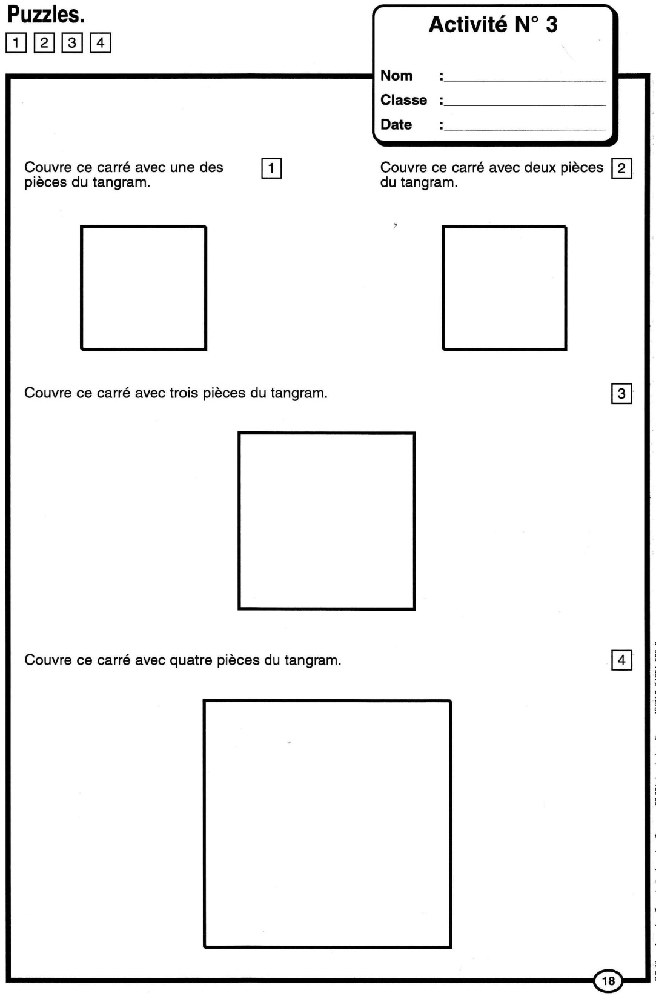 Puzzles.
1 2 3 4
Activité N° 3
Nom :
Classe :
Date :
Couvre ce carré avec une des
pièces du tangram.
1
Couvre ce carré avec deux pièces
du tangram.
2
Couvre ce carré avec trois pièces du tangram.
3
Couvre ce carré avec quatre pièces du tangram.
4
18